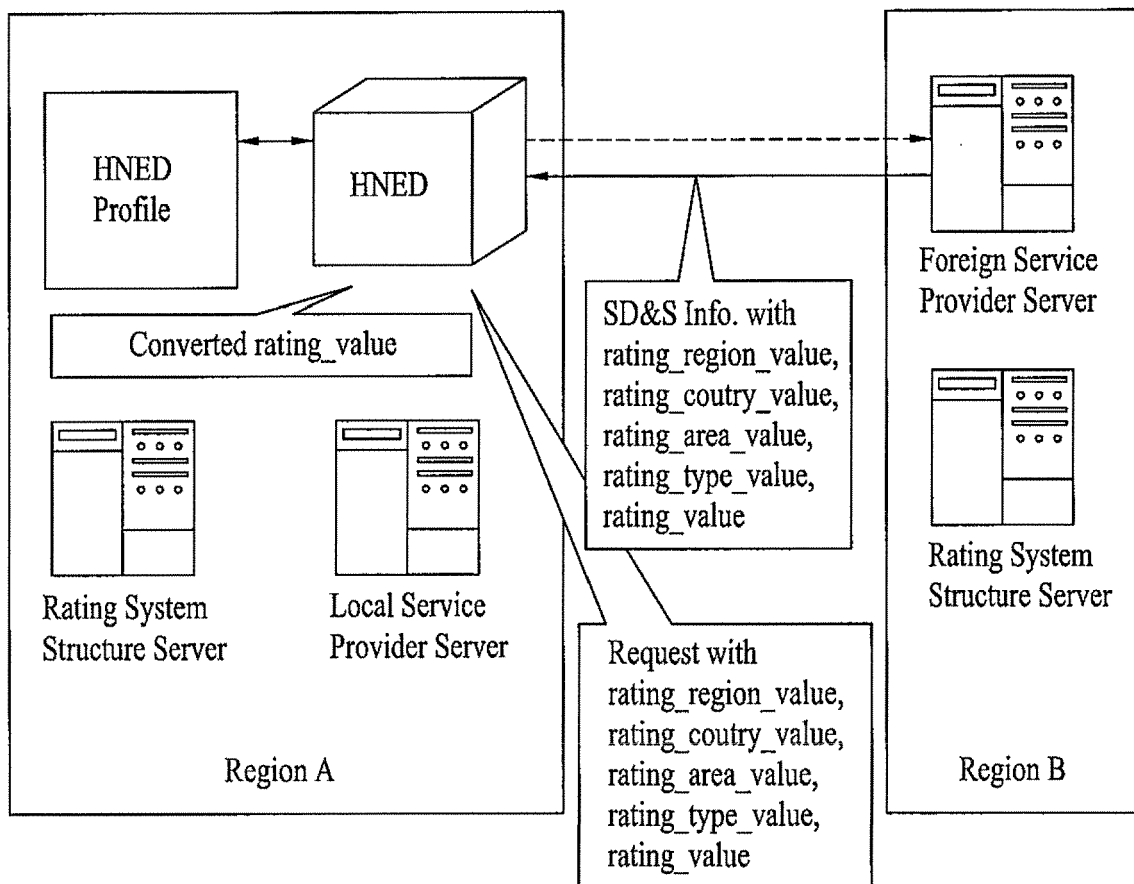 HNED
Profile
HNED
Converted rating_value
Rating System
Structure Server
Local Service
Provider Server
Region A
SD&S Info. with
rating_region_value,
rating_coutry_value,
rating_area_value,
rating_type_value,
rating_value
Request with
rating_region_value,
rating_coutry_value,
rating_area_value,
rating_type_value,
rating_value
Foreign Service
Provider Server
Rating System
Structure Server
Region B